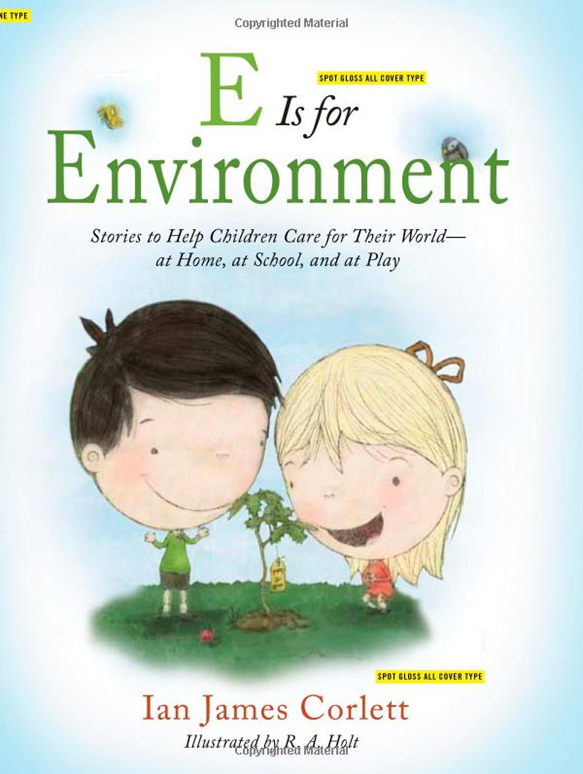 NE TYPE
Copyrighted Material
E Is for
SPOT GLOSS ALL COVER TYPE
Environment
Stories to Help Children Care for Their World—
at Home, at School, and at Play
SPOT GLOSS ALL COVER TYPE
Ian James Corlett
Illustrated by R. A. Holt
Copyrighted Material